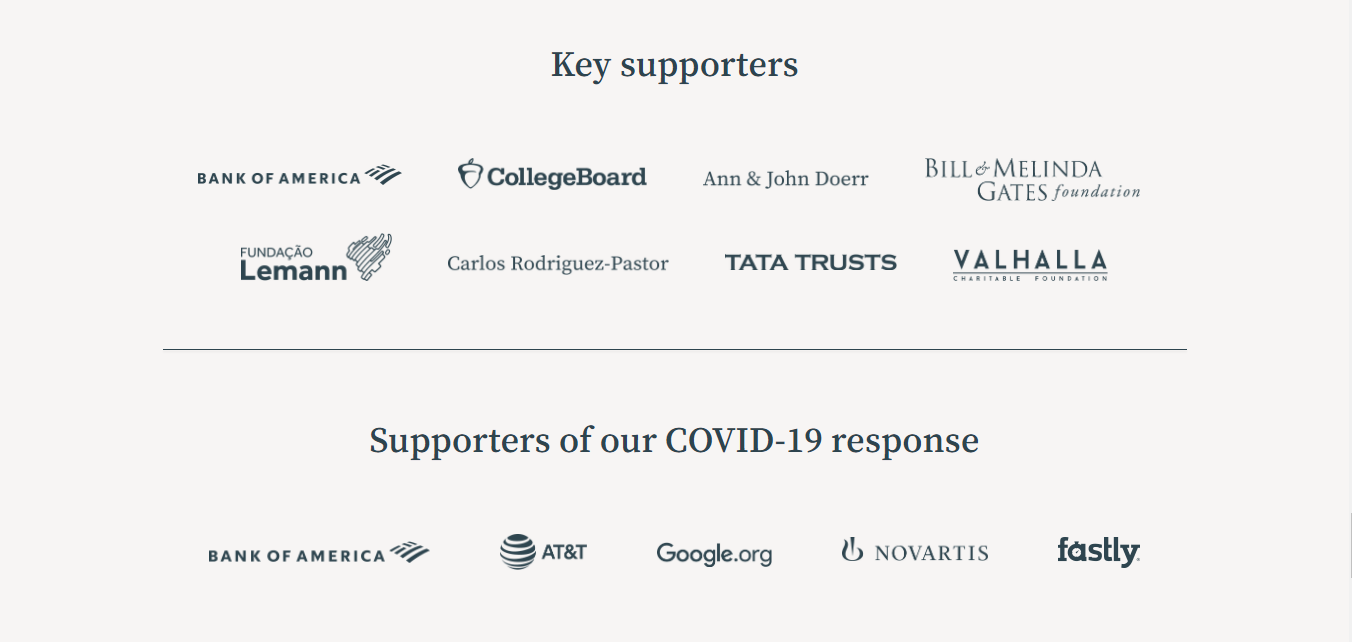 Key supporters
BANK OF AMERICA
CollegeBoard
Ann & John Doerr
BILL & MELINDA
GATES foundation
FUNDAÇÃO
Lemann
Carlos Rodriguez-Pastor
TATA TRUSTS
VALHALLA
CHARITABLE FOUNDATION
Supporters of our COVID-19 response
BANK OF AMERICA
AT&T
Google.org
NOVARTIS
fastly